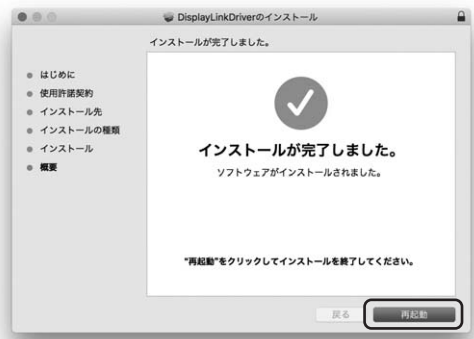 DisplayLinkDriverのインストール
インストールが完了しました。
はじめに
使用許諾契約
インストール先
インストールの種類
インストール
概要
インストールが完了しました。
ソフトウェアがインストールされました。
"再起動"をクリックしてインストールを終了してください。
戻る
再起動